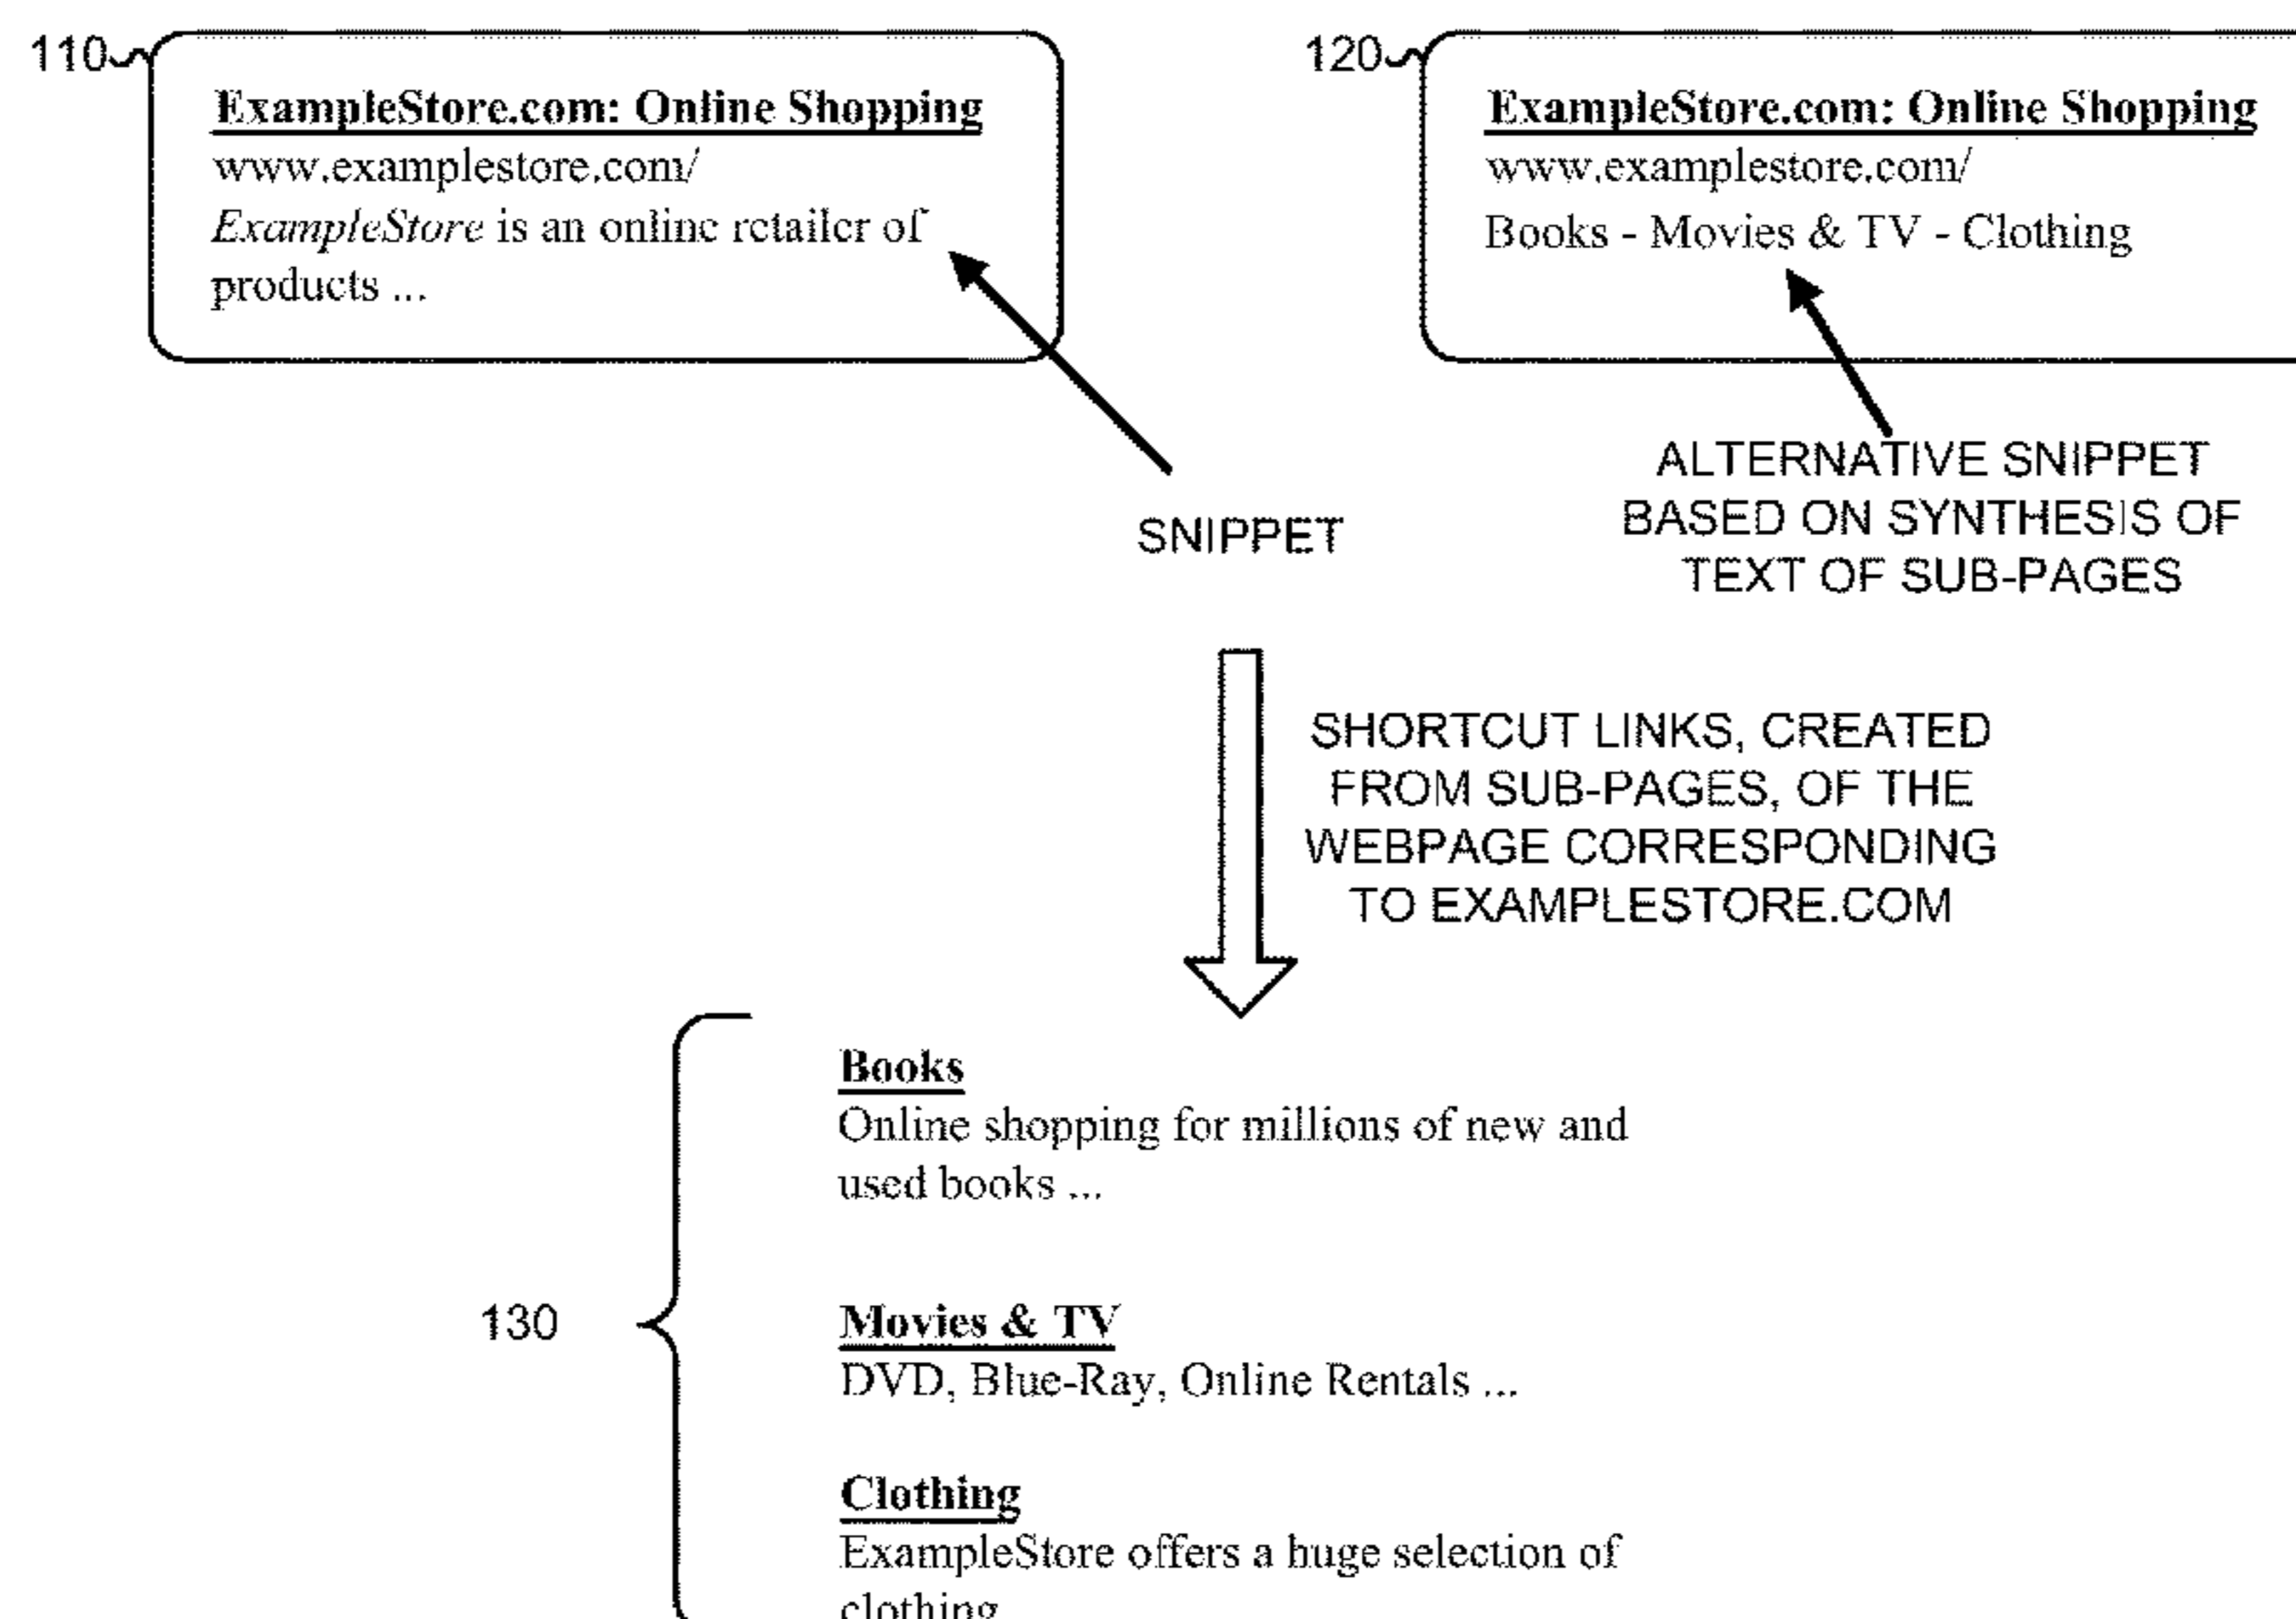 110
ExampleStore.com: Online Shopping
www.examplestore.com/
ExampleStore is an online retailer of
products ...
SNIPPET
120
ExampleStore.com: Online Shopping
www.examplestore.com/
Books - Movies & TV - Clothing
ALTERNATIVE SNIPPET
BASED ON SYNTHESIS OF
TEXT OF SUB-PAGES
SHORTCUT LINKS, CREATED
FROM SUB-PAGES, OF THE
WEBPAGE CORRESPONDING
TO EXAMPLESTORE.COM
130
Books
Online shopping for millions of new and
used books ...
Movies & TV
DVD, Blue-Ray, Online Rentals ...
Clothing
ExampleStore offers a huge selection of
clothing